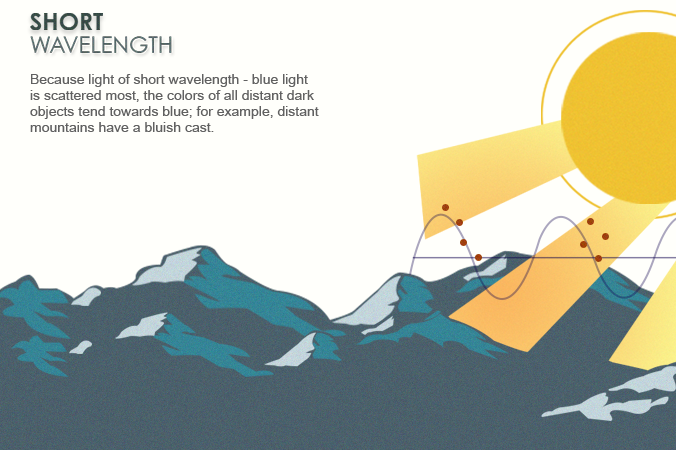 SHORT
WAVELENGTH
Because light of short wavelength - blue light
is scattered most, the colors of all distant dark
objects tend towards blue; for example, distant
mountains have a bluish cast.